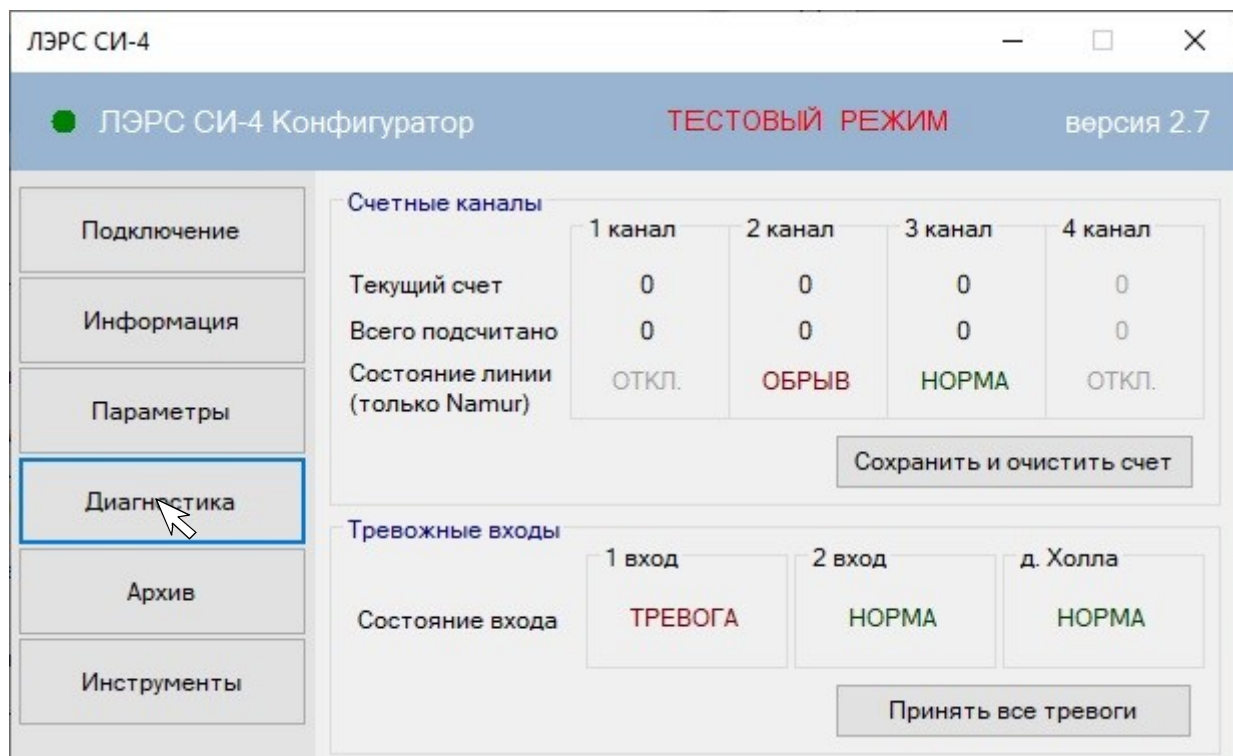 ЛЭРС СИ-4
ЛЭРС СИ-4 Конфигуратор ТЕСТОВЫЙ РЕЖИМ версия 2.7
Подключение
Информация
Параметры
Диагностика
Архив
Инструменты
Счетные каналы
1 канал 2 канал 3 канал 4 канал
Текущий счет 0 0 0 0
Всего подсчитано 0 0 0 0
Состояние линии
(только Namur) ОТКЛ. ОБРЫВ НОРМА ОТКЛ.
Сохранить и очистить счет
Тревожные входы
1 вход 2 вход д. Холла
Состояние входа ТРЕВОГА НОРМА НОРМА
Принять все тревоги